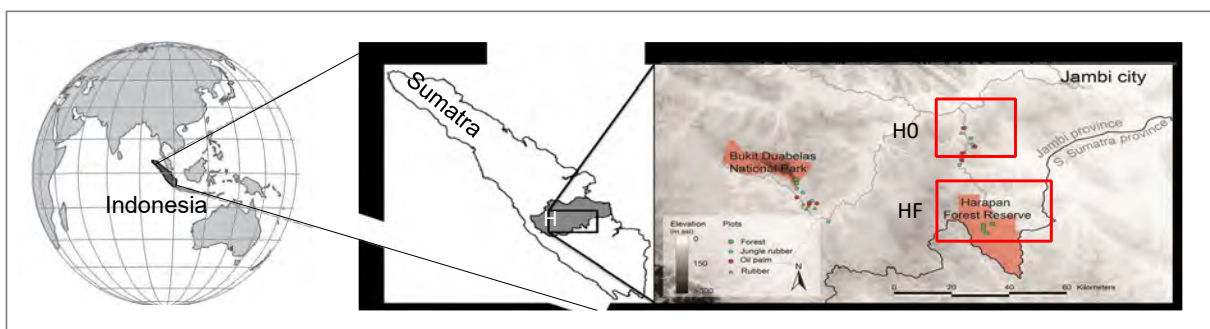 Indonesia
Sumatra
H
Jambi city
H0
Jambi province
S. Sumatra province
Bukit Duabelas
National Park
HF
Harapan
Forest Reserve
Elevation
(m asl)
0
150
>300
Plots
Forest
Jungle rubber
Oil palm
Rubber
N
0
20
40
60
Kilometers